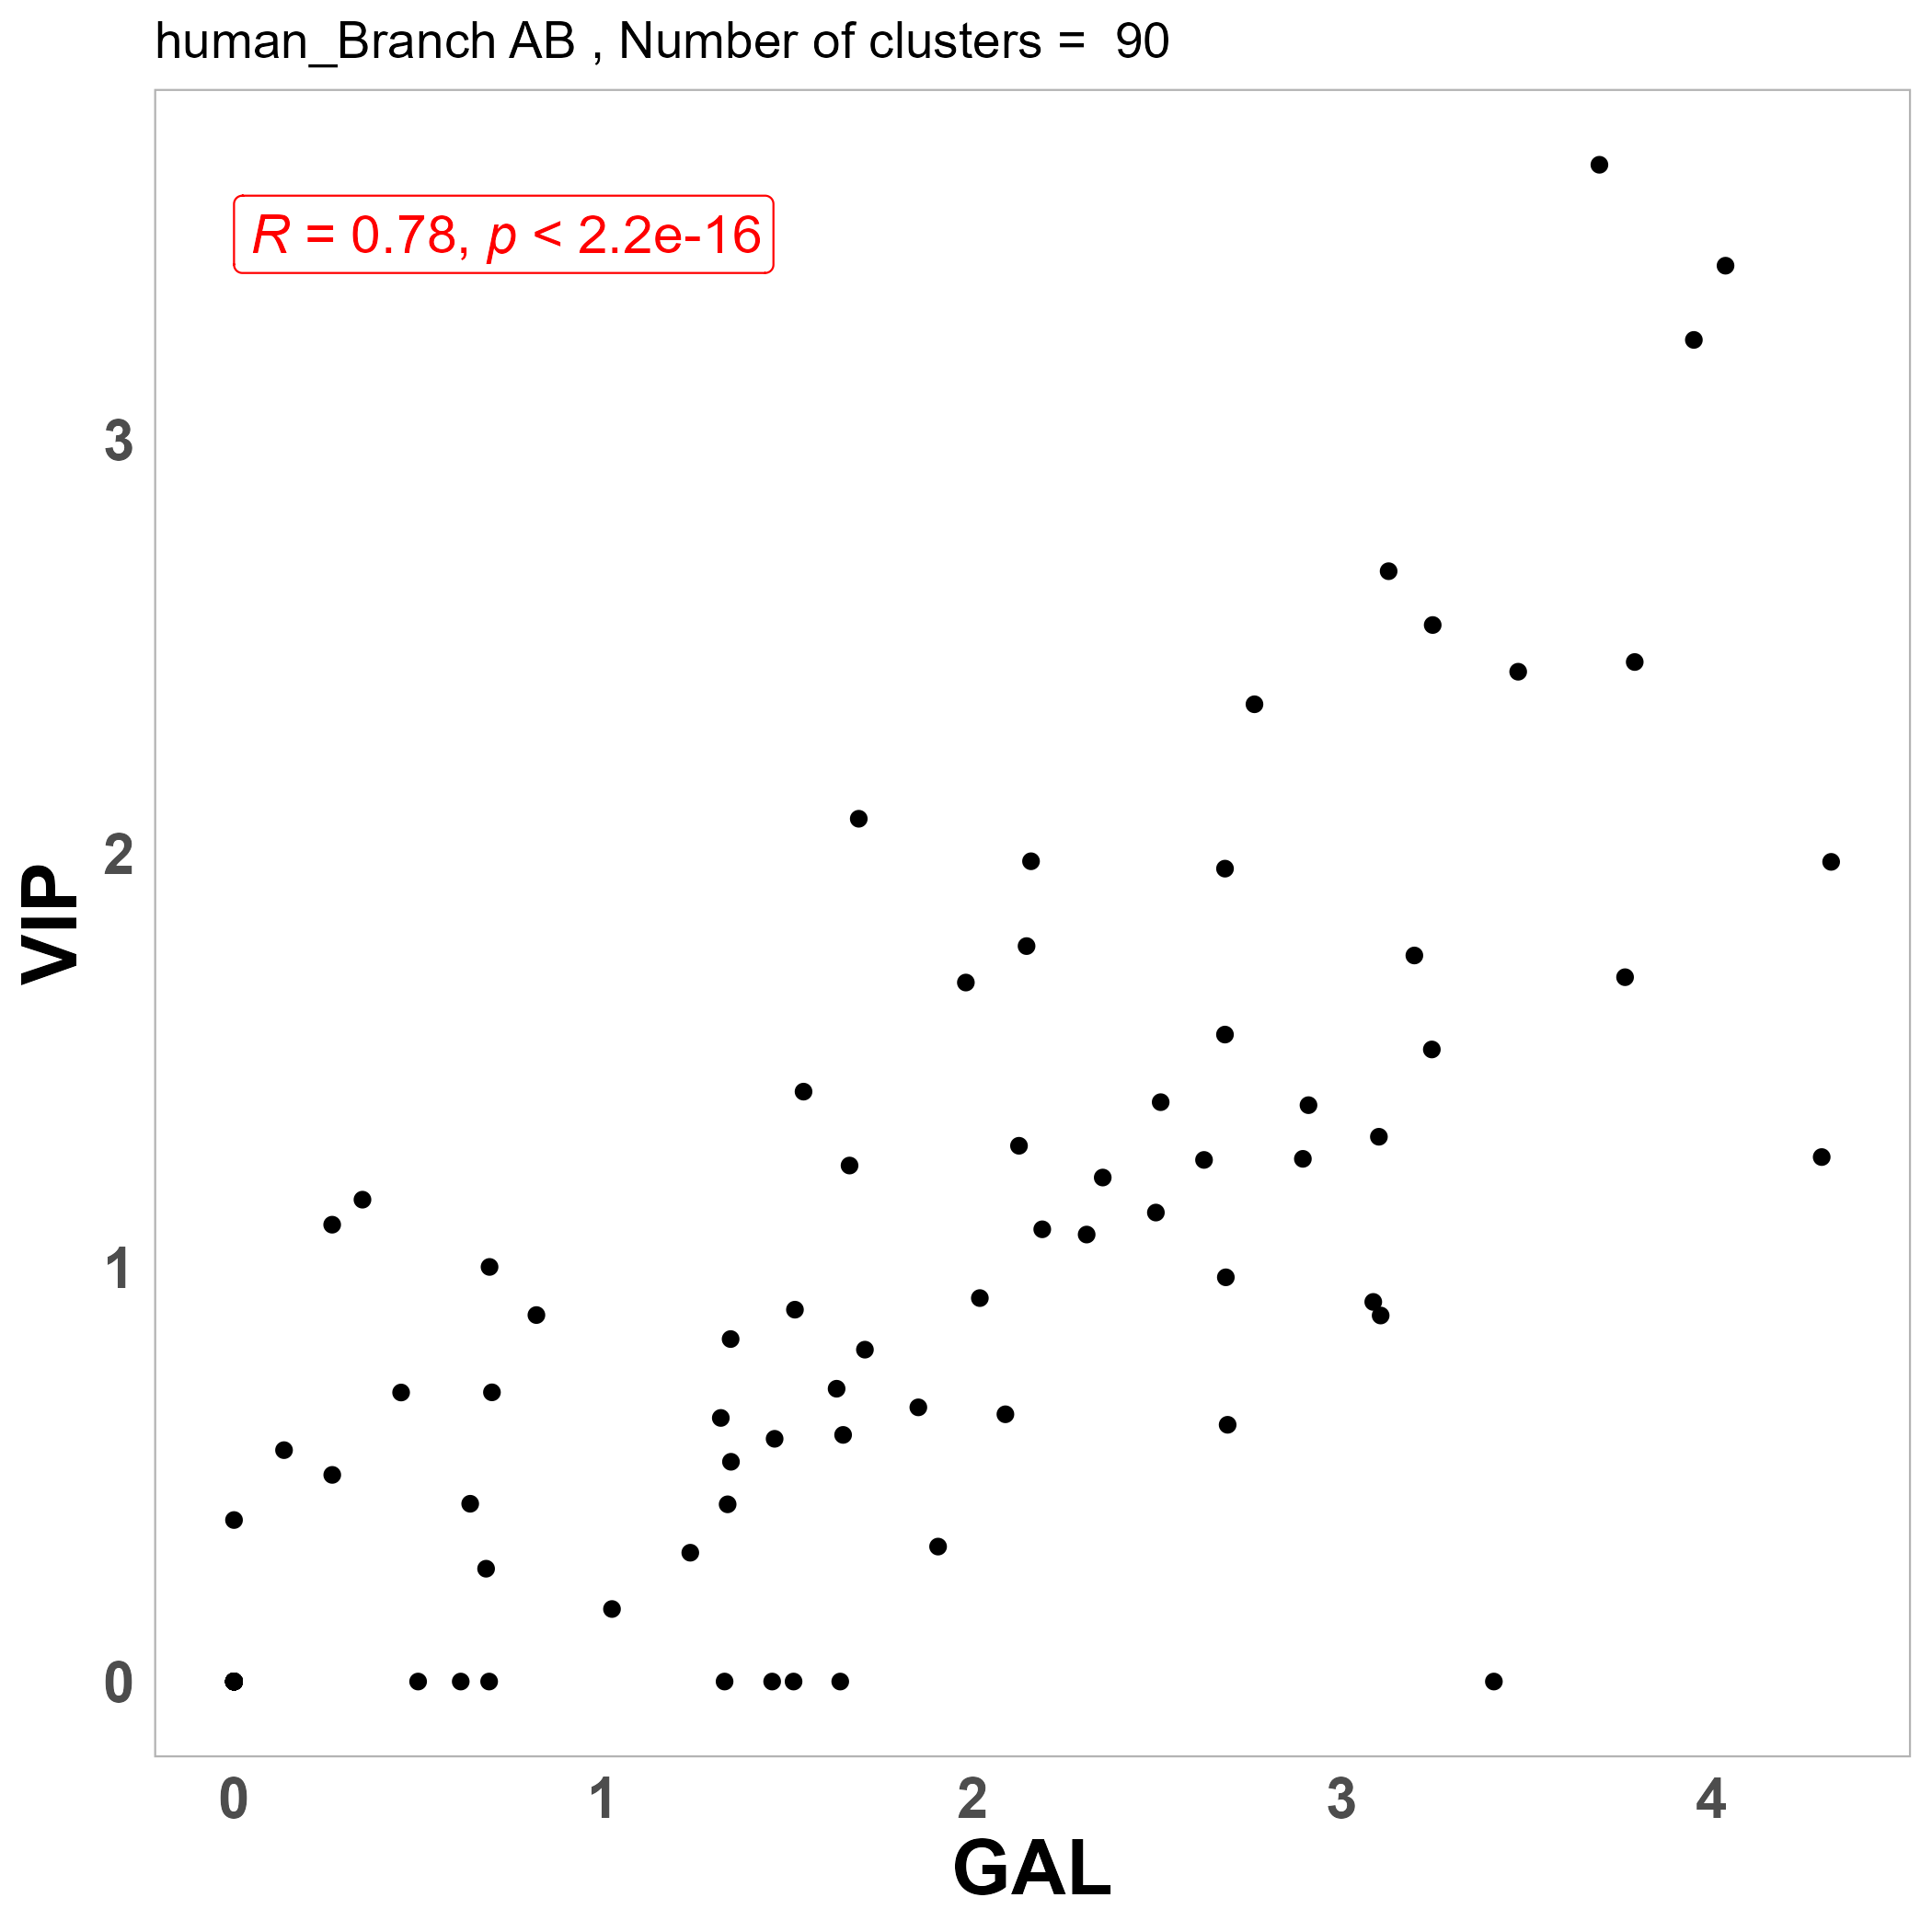 human_Branch AB , Number of clusters =  90
R = 0.78, p < 2.2e-16
3
2
1
0
VIP
0 1 2 3 4
GAL